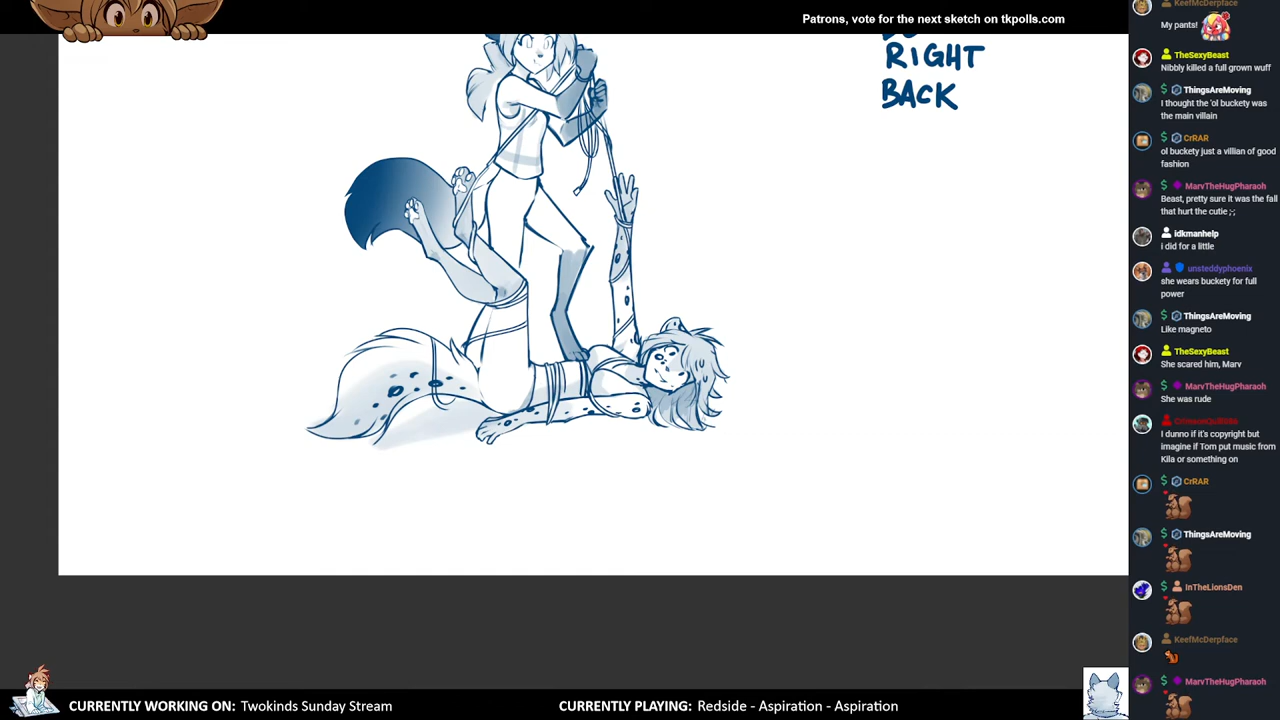 Patrons, vote for the next sketch on tkpolls.com
RIGHT
BACK
KeefMcDerpface
My pants!
TheSexyBeast
Nibbly killed a full grown wuff
ThingsAreMoving
I thought the 'ol buckety was
the main villain
CrRAR
ol buckety just a villian of good
fashion
MarvTheHugPharaoh
Beast, pretty sure it was the fall
that hurt the cutie ;;
idkmanhelp
i did for a little
unsteddyphoenix
she wears buckety for full
power
ThingsAreMoving
Like magneto
TheSexyBeast
She scared him, Marv
MarvTheHugPharaoh
She was rude
I dunno if it's copyright but
imagine if Tom put music from
Kila or something on
CrRAR
ThingsAreMoving
InTheLionsDen
KeefMcDerpface
MarvTheHugPharaoh
CURRENTLY WORKING ON: Twokinds Sunday Stream
CURRENTLY PLAYING: Redside - Aspiration - Aspiration